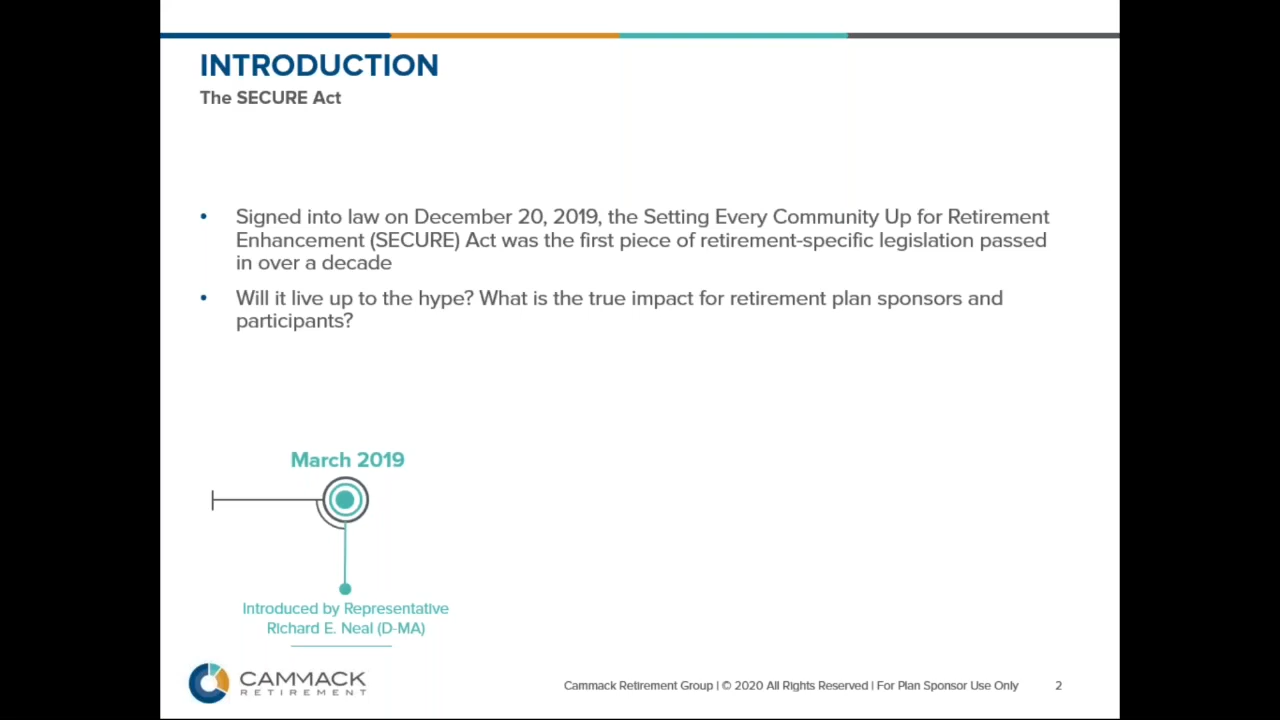 INTRODUCTION
The SECURE Act
• Signed into law on December 20, 2019, the Setting Every Community Up for Retirement
Enhancement (SECURE) Act was the first piece of retirement-specific legislation passed
in over a decade
• Will it live up to the hype? What is the true impact for retirement plan sponsors and
participants?
March 2019
Introduced by Representative
Richard E. Neal (D-MA)
CAMMACK
RETIREMENT
Cammack Retirement Group | © 2020 All Rights Reserved | For Plan Sponsor Use Only 2